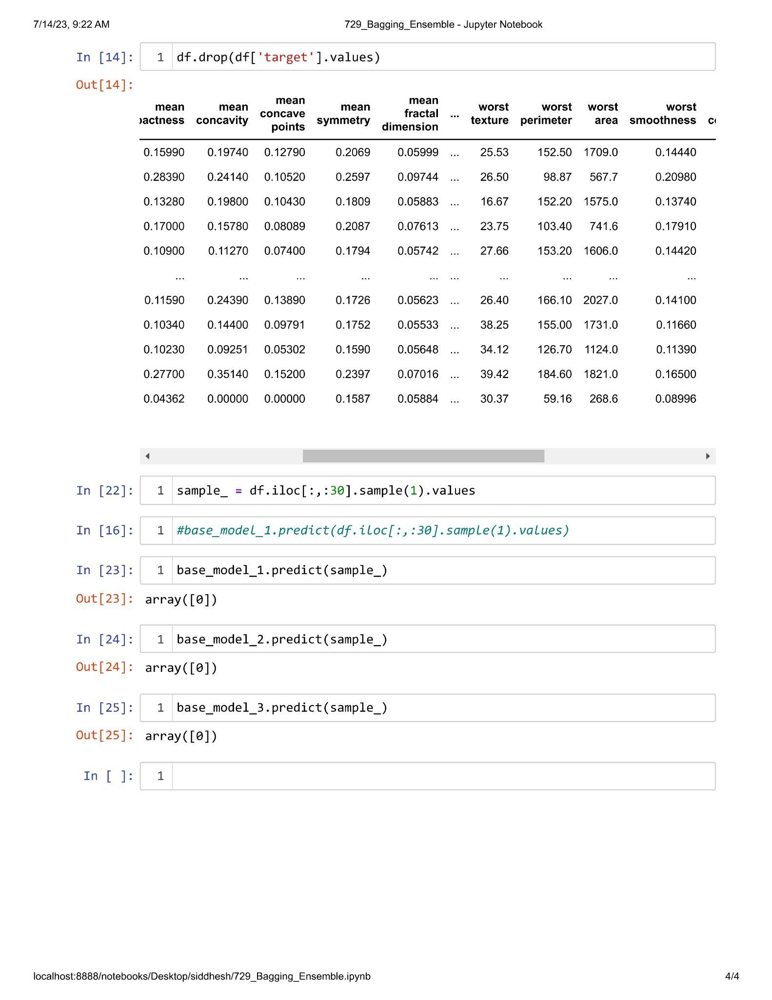 7/14/23, 9:22 AM 729_Bagging_Ensemble - Jupyter Notebook
In [14]: 1 df.drop(df['target'].values)
Out[14]:
mean pactness mean concavity mean concave points mean symmetry mean fractal dimension ... worst texture worst perimeter worst area worst smoothness
0.15990 0.19740 0.12790 0.2069 0.05999 ... 25.53 152.50 1709.0 0.14440
0.28390 0.24140 0.10520 0.2597 0.09744 ... 26.50 98.87 567.7 0.20980
0.13280 0.19800 0.10430 0.1809 0.05883 ... 16.67 152.20 1575.0 0.13740
0.17000 0.15780 0.08089 0.2087 0.07613 ... 23.75 103.40 741.6 0.17910
0.10900 0.11270 0.07400 0.1794 0.05742 ... 27.66 153.20 1606.0 0.14420
... ... ... ... ... ... ... ... ... ...
0.11590 0.24390 0.13890 0.1726 0.05623 ... 26.40 166.10 2027.0 0.14100
0.10340 0.14400 0.09791 0.1752 0.05533 ... 38.25 155.00 1731.0 0.11660
0.10230 0.09251 0.05302 0.1590 0.05648 ... 34.12 126.70 1124.0 0.11390
0.27700 0.35140 0.15200 0.2397 0.07016 ... 39.42 184.60 1821.0 0.16500
0.04362 0.00000 0.00000 0.1587 0.05884 ... 30.37 59.16 268.6 0.08996
In [22]: 1 sample_ = df.iloc[:,:30].sample(1).values
In [16]: 1 #base_model_1.predict(df.iloc[:,:30].sample(1).values)
In [23]: 1 base_model_1.predict(sample_)
Out[23]: array([0])
In [24]: 1 base_model_2.predict(sample_)
Out[24]: array([0])
In [25]: 1 base_model_3.predict(sample_)
Out[25]: array([0])
In [ ]: 1
localhost:8888/notebooks/Desktop/siddhesh/729_Bagging_Ensemble.ipynb 4/4